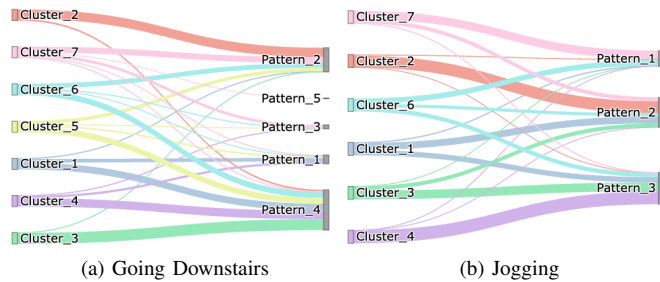 Cluster_2
Cluster_7
Cluster_6
Cluster_5
Cluster_1
Cluster_4
Cluster_3
Pattern_2
Pattern_5
Pattern_3
Pattern_1
Pattern_4
(a) Going Downstairs
Cluster_7
Cluster_2
Cluster_6
Cluster_1
Cluster_3
Cluster_4
Pattern_1
Pattern_2
Pattern_3
(b) Jogging